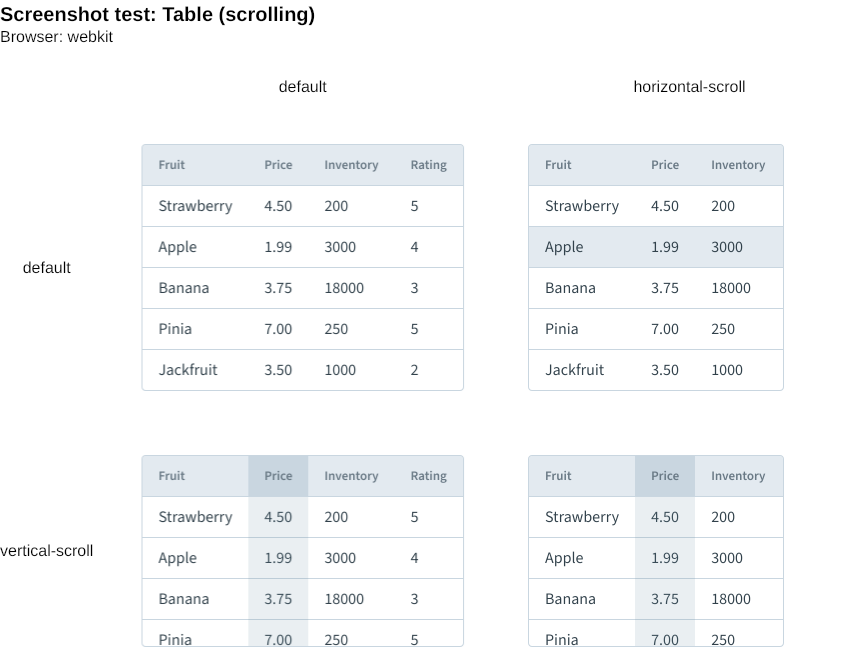 Screenshot test: Table (scrolling)
Browser: webkit
default horizontal-scroll
default
Fruit Price Inventory Rating
Strawberry 4.50 200 5
Apple 1.99 3000 4
Banana 3.75 18000 3
Pinia 7.00 250 5
Jackfruit 3.50 1000 2
Fruit Price Inventory
Strawberry 4.50 200
Apple 1.99 3000
Banana 3.75 18000
Pinia 7.00 250
Jackfruit 3.50 1000
vertical-scroll
Fruit Price Inventory Rating
Strawberry 4.50 200 5
Apple 1.99 3000 4
Banana 3.75 18000 3
Pinia 7.00 250 5
Fruit Price Inventory
Strawberry 4.50 200
Apple 1.99 3000
Banana 3.75 18000
Pinia 7.00 250